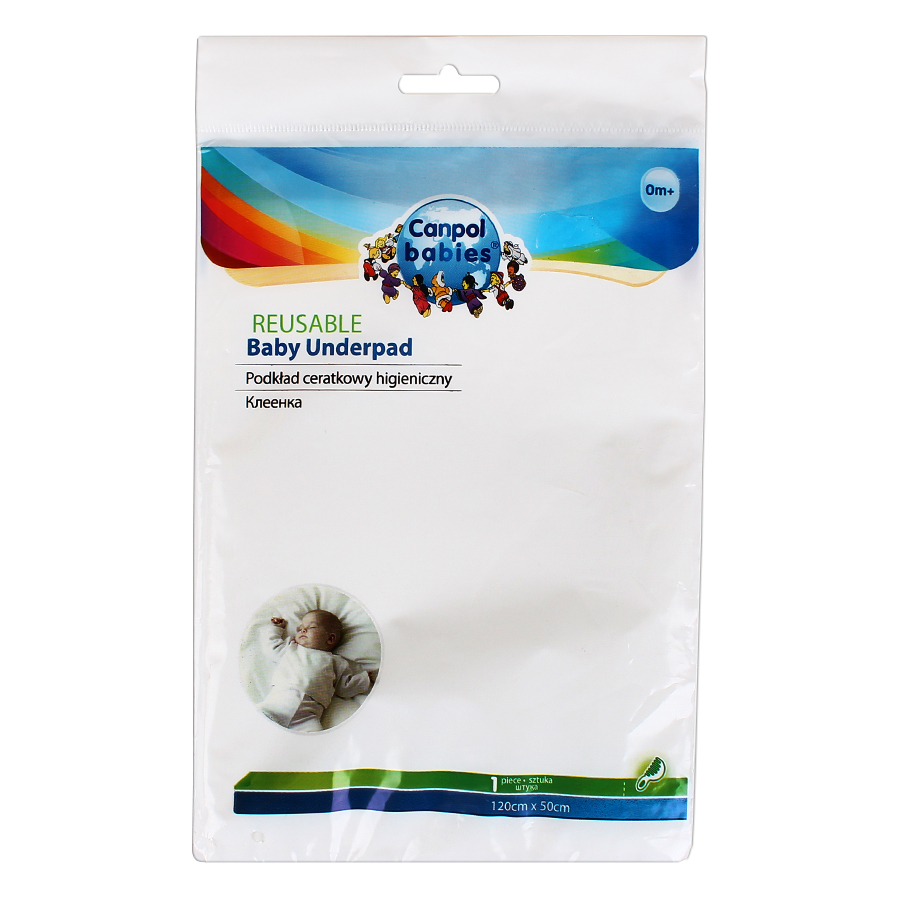 0m+
Canpol
babies®
REUSABLE
Baby Underpad
Podkład ceratkowy higieniczny
Клеенка
1 piece • sztuka
штука
120cm x 50cm